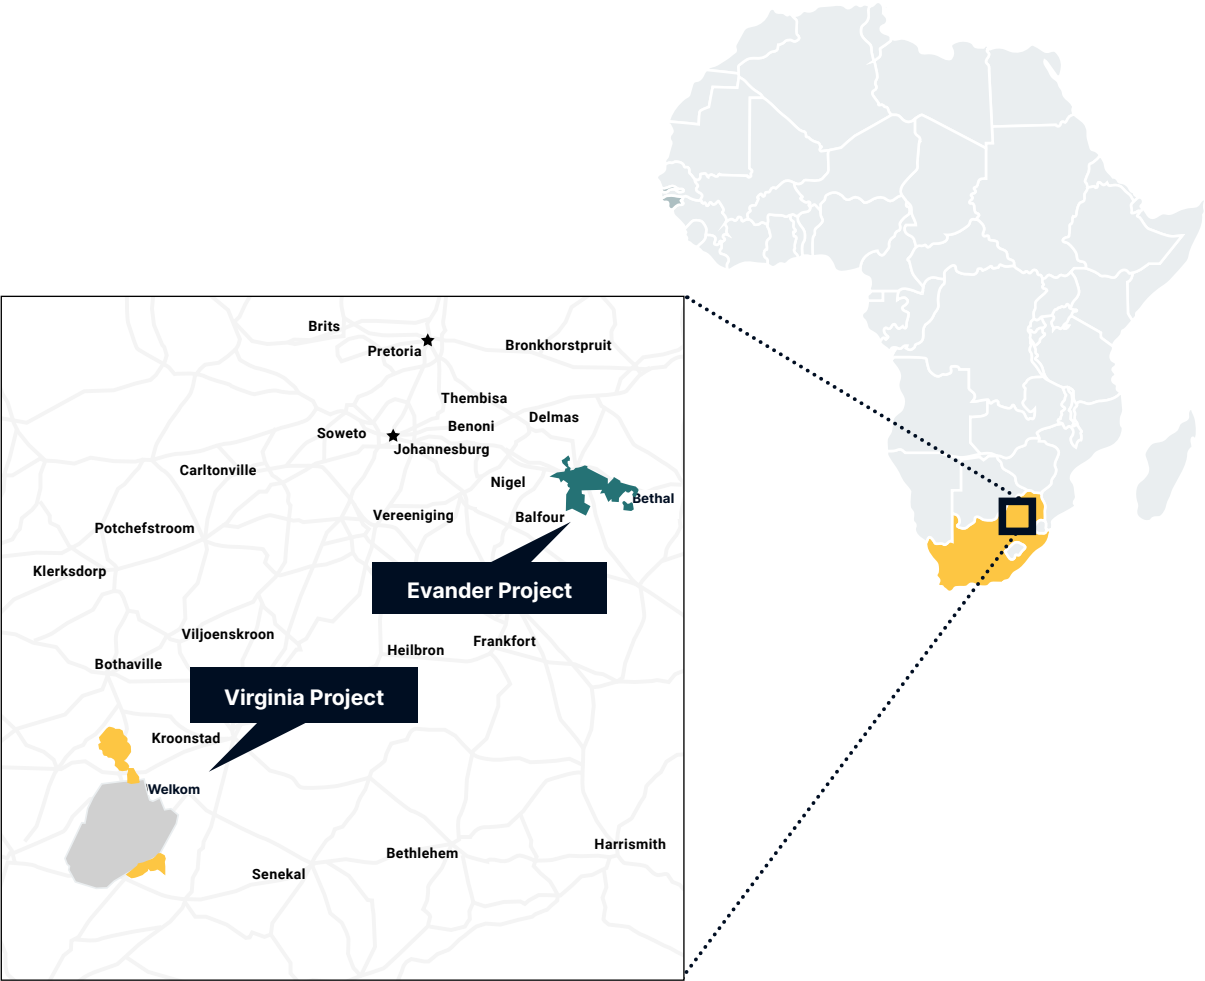 Brits
Pretoria
Bronkhorstpruit
Thembisa
Delmas
Benoni
Soweto
Johannesburg
Carltonville
Nigel
Bethal
Vereeniging
Balfour
Potchefstroom
Klerksdorp
Evander Project
Viljoenskroon
Frankfort
Heilbron
Bothaville
Virginia Project
Kroonstad
Welkom
Harrismith
Bethlehem
Senekal